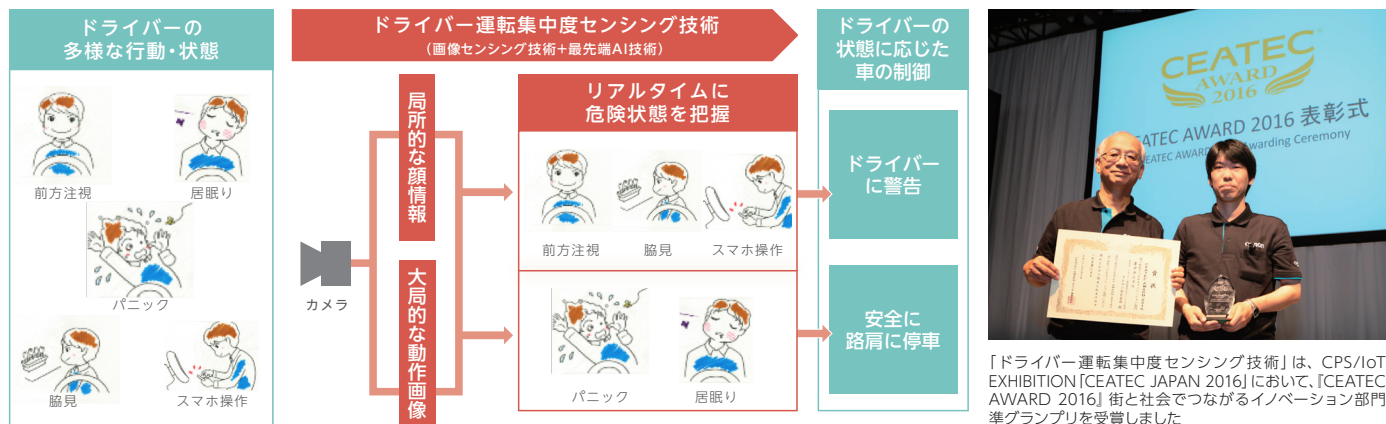 ドライバーの
多様な行動・状態
前方注視
居眠り
パニック
脇見
スマホ操作
ドライバー運転集中度センシング技術
(画像センシング技術+最先端AI技術)
カメラ
局所的な顔情報
大局的な動作画像
リアルタイムに
危険状態を把握
前方注視
脇見
スマホ操作
パニック
居眠り
ドライバーの
状態に応じた
車の制御
ドライバー
に警告
安全に
路肩に停車
CEATEC
AWARD
2016
CEATEC AWARD 2016 表彰式
CEATEC AWARD Awarding Ceremony
賞状
「ドライバー運転集中度センシング技術」は、CPS/IoT
EXHIBITION「CEATEC JAPAN 2016」において、『CEATEC
AWARD 2016』街と社会でつながるイノベーション部門
準グランプリを受賞しました